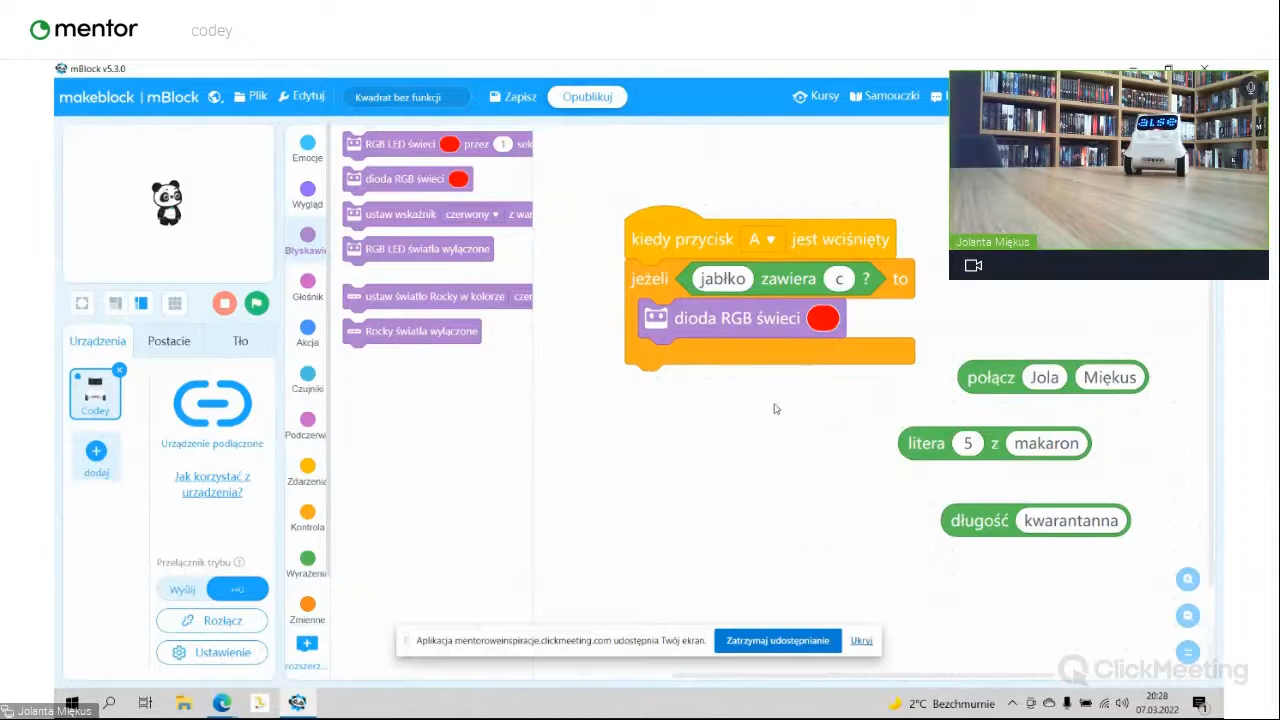 mentor
codey
mBlock v5.3.0
makeblock | mBlock
Plik
Edytuj
Kwadrat bez funkcji
Zapisz
Opublikuj
Kursy
Samouczki
Jolanta Miękus
Emocje
Wygląd
Głośnik
Akcja
Czujniki
Podczerw
Zdarzenia
Kontrola
Wyrażenia
Zmienne
rozszerz...
RGB LED świeci przez 1 sek
dioda RGB świeci
ustaw wskaźnik czerwony z war
RGB LED światła wyłączone
ustaw światło Rocky w kolorze czer
Rocky światła wyłączone
kiedy przycisk A jest wciśnięty
jeżeli jabłko zawiera c ? to
dioda RGB świeci
połącz Jola Miękus
litera 5 z makaron
długość kwarantanna
Urządzenia
Postacie
Tło
Codey
dodaj
Urządzenie podłączone
Jak korzystać z
urządzenia?
Przełącznik trybu
Wyślij
Rozłącz
Ustawienie
Aplikacja mentoroweinspiracje.clickmeeting.com udostępnia Twój ekran.
Zatrzymaj udostępnianie
Ukryj
ClickMeeting
2°C Bezchmurnie
20:28
07.03.2022
Jolanta Miękus